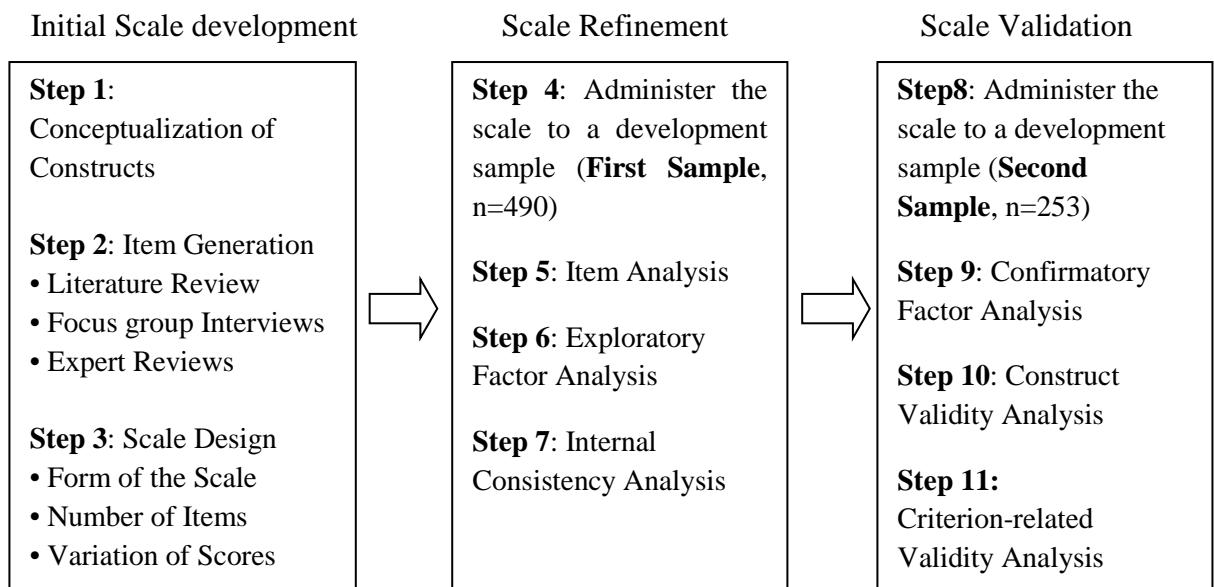 Initial Scale development
Step 1:
Conceptualization of
Constructs
Step 2: Item Generation
• Literature Review
• Focus group Interviews
• Expert Reviews
Step 3: Scale Design
• Form of the Scale
• Number of Items
• Variation of Scores
Scale Refinement
Step 4: Administer the
scale to a development
sample (First Sample,
n=490)
Step 5: Item Analysis
Step 6: Exploratory
Factor Analysis
Step 7: Internal
Consistency Analysis
Scale Validation
Step8: Administer the
scale to a development
sample (Second
Sample, n=253)
Step 9: Confirmatory
Factor Analysis
Step 10: Construct
Validity Analysis
Step 11:
Criterion-related
Validity Analysis